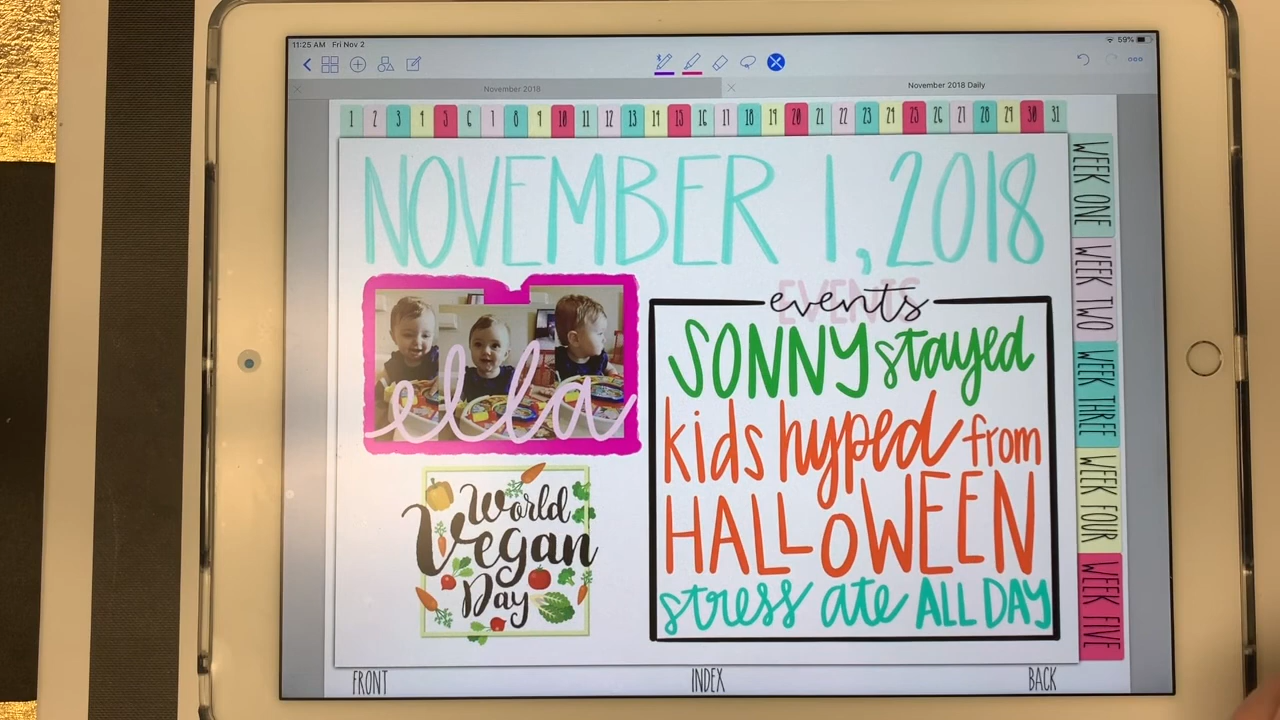 11:25 AM Fri Nov 2
59%
November 2018
November 2018 Daily
1 2 3 4 5 6 7 8 9 10 11 12 13 14 15 16 17 18 19 20 21 22 23 24 25 26 27 28 29 30 31
NOVEMBER 1, 2018
WEEK ONE
WEEK TWO
WEEK THREE
WEEK FOUR
WEEK FIVE
ella
EVENTS
events
SONNY stayed
kids hyped from
HALLOWEEN
stress ate ALL DAY
World
Vegan
Day
FRONT
INDEX
BACK